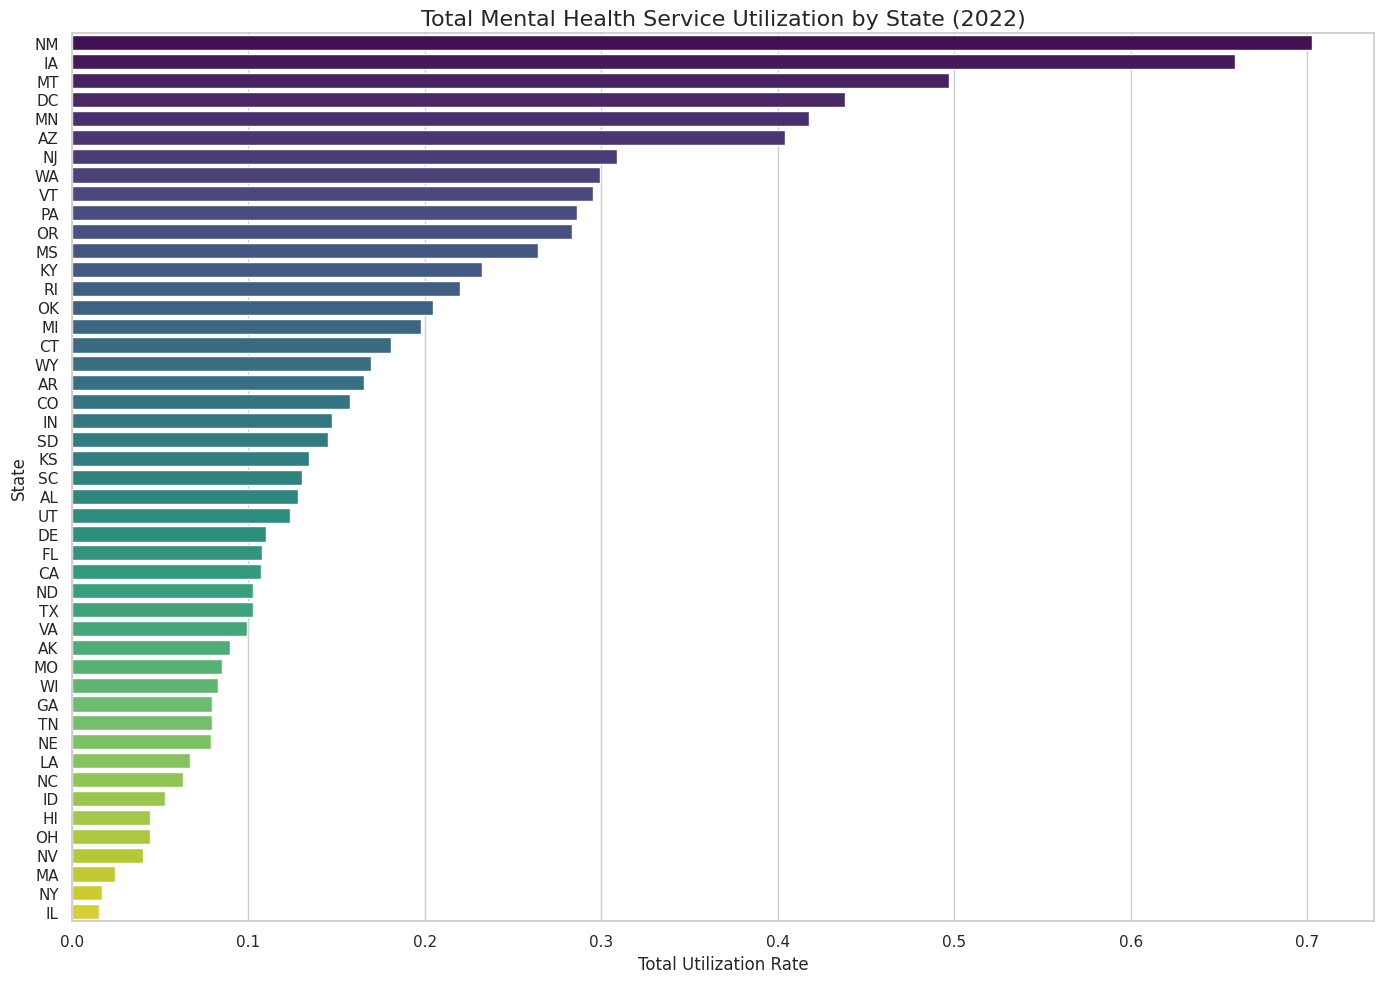 Total Mental Health Service Utilization by State (2022)
NM
IA
MT
DC
MN
AZ
NJ
WA
VT
PA
OR
MS
KY
RI
OK
MI
CT
WY
AR
CO
IN
SD
KS
SC
AL
UT
DE
FL
CA
ND
TX
VA
AK
MO
WI
GA
TN
NE
LA
NC
ID
HI
OH
NV
MA
NY
IL
State
0.0 0.1 0.2 0.3 0.4 0.5 0.6 0.7
Total Utilization Rate